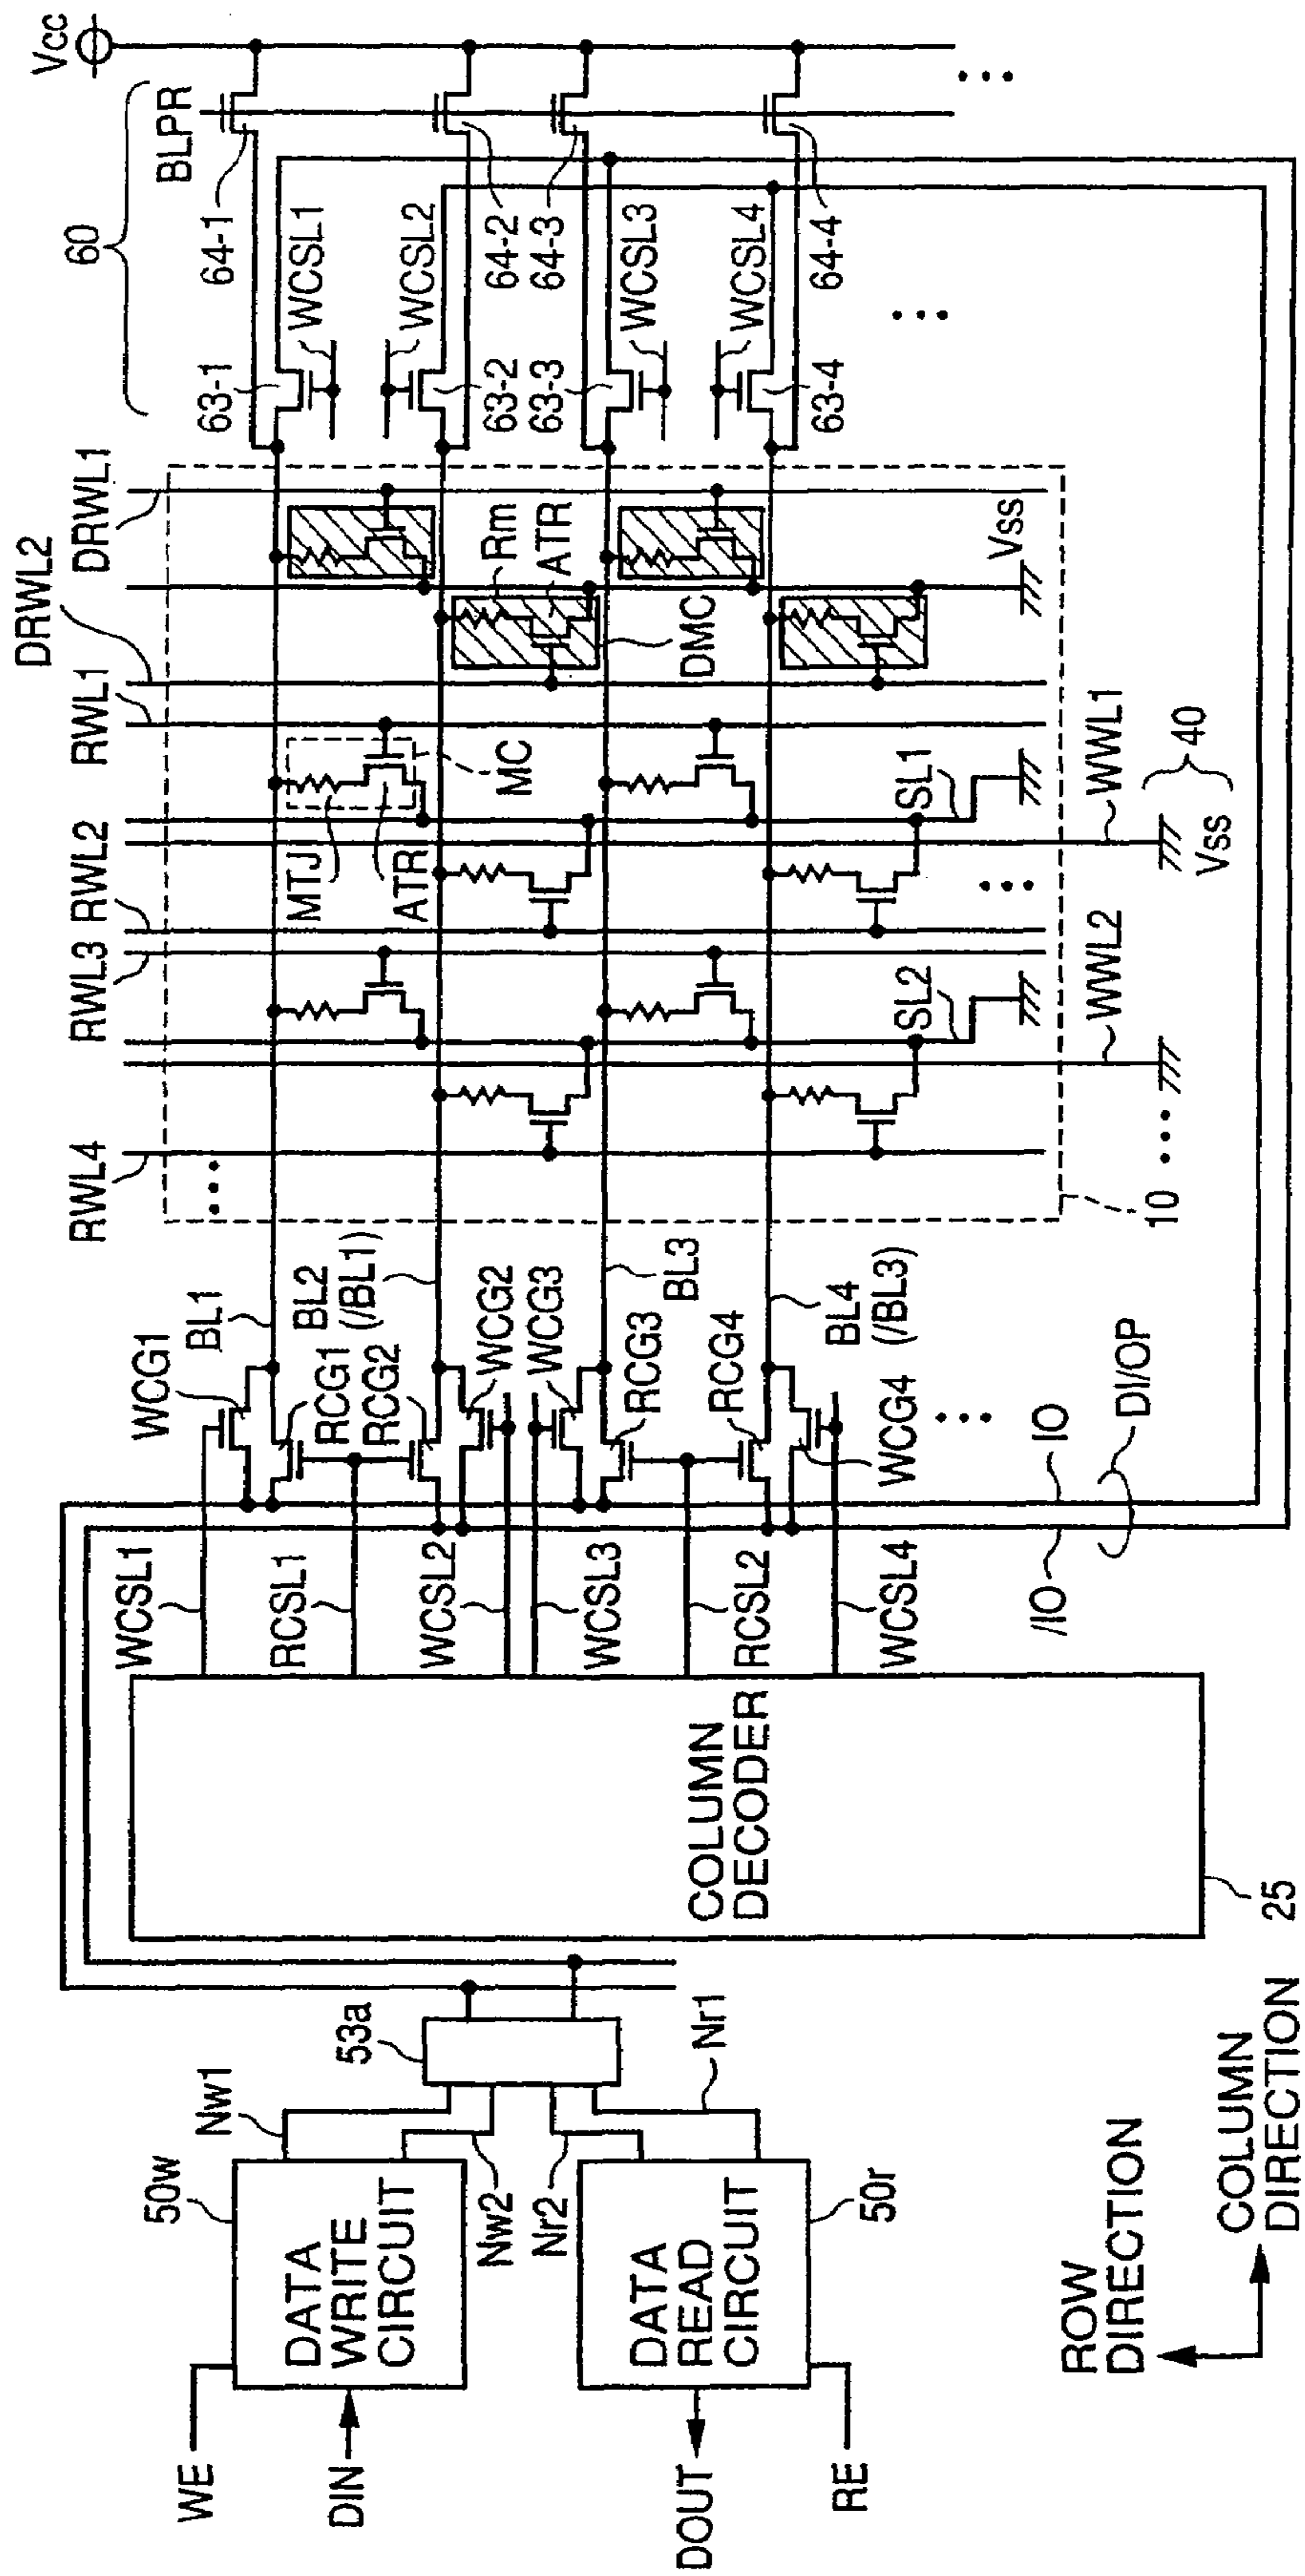 Vcc
60
BLPR
64-1
64-2
64-3
64-4
WCSL1
WCSL2
WCSL3
WCSL4
63-1
63-2
63-3
63-4
DRWL1
DRWL2
RWL1
RWL2
RWL3
RWL4
Rm
ATR
DMC
Vss
MC
MTJ
ATR
SL1
WWL1
40
Vss
SL2
WWL2
10
BL1
BL2
(/BL1)
BL3
BL4
(/BL3)
WCG1
RCG1
RCG2
WCG2
WCG3
RCG3
RCG4
WCG4
IO
/IO
DI/OP
WCSL1
RCSL1
WCSL2
WCSL3
RCSL2
WCSL4
COLUMN
DECODER
25
53a
Nw1
Nw2
Nr2
Nr1
50w
DATA
WRITE
CIRCUIT
50r
DATA
READ
CIRCUIT
WE
DIN
DOUT
RE
ROW
DIRECTION
COLUMN
DIRECTION